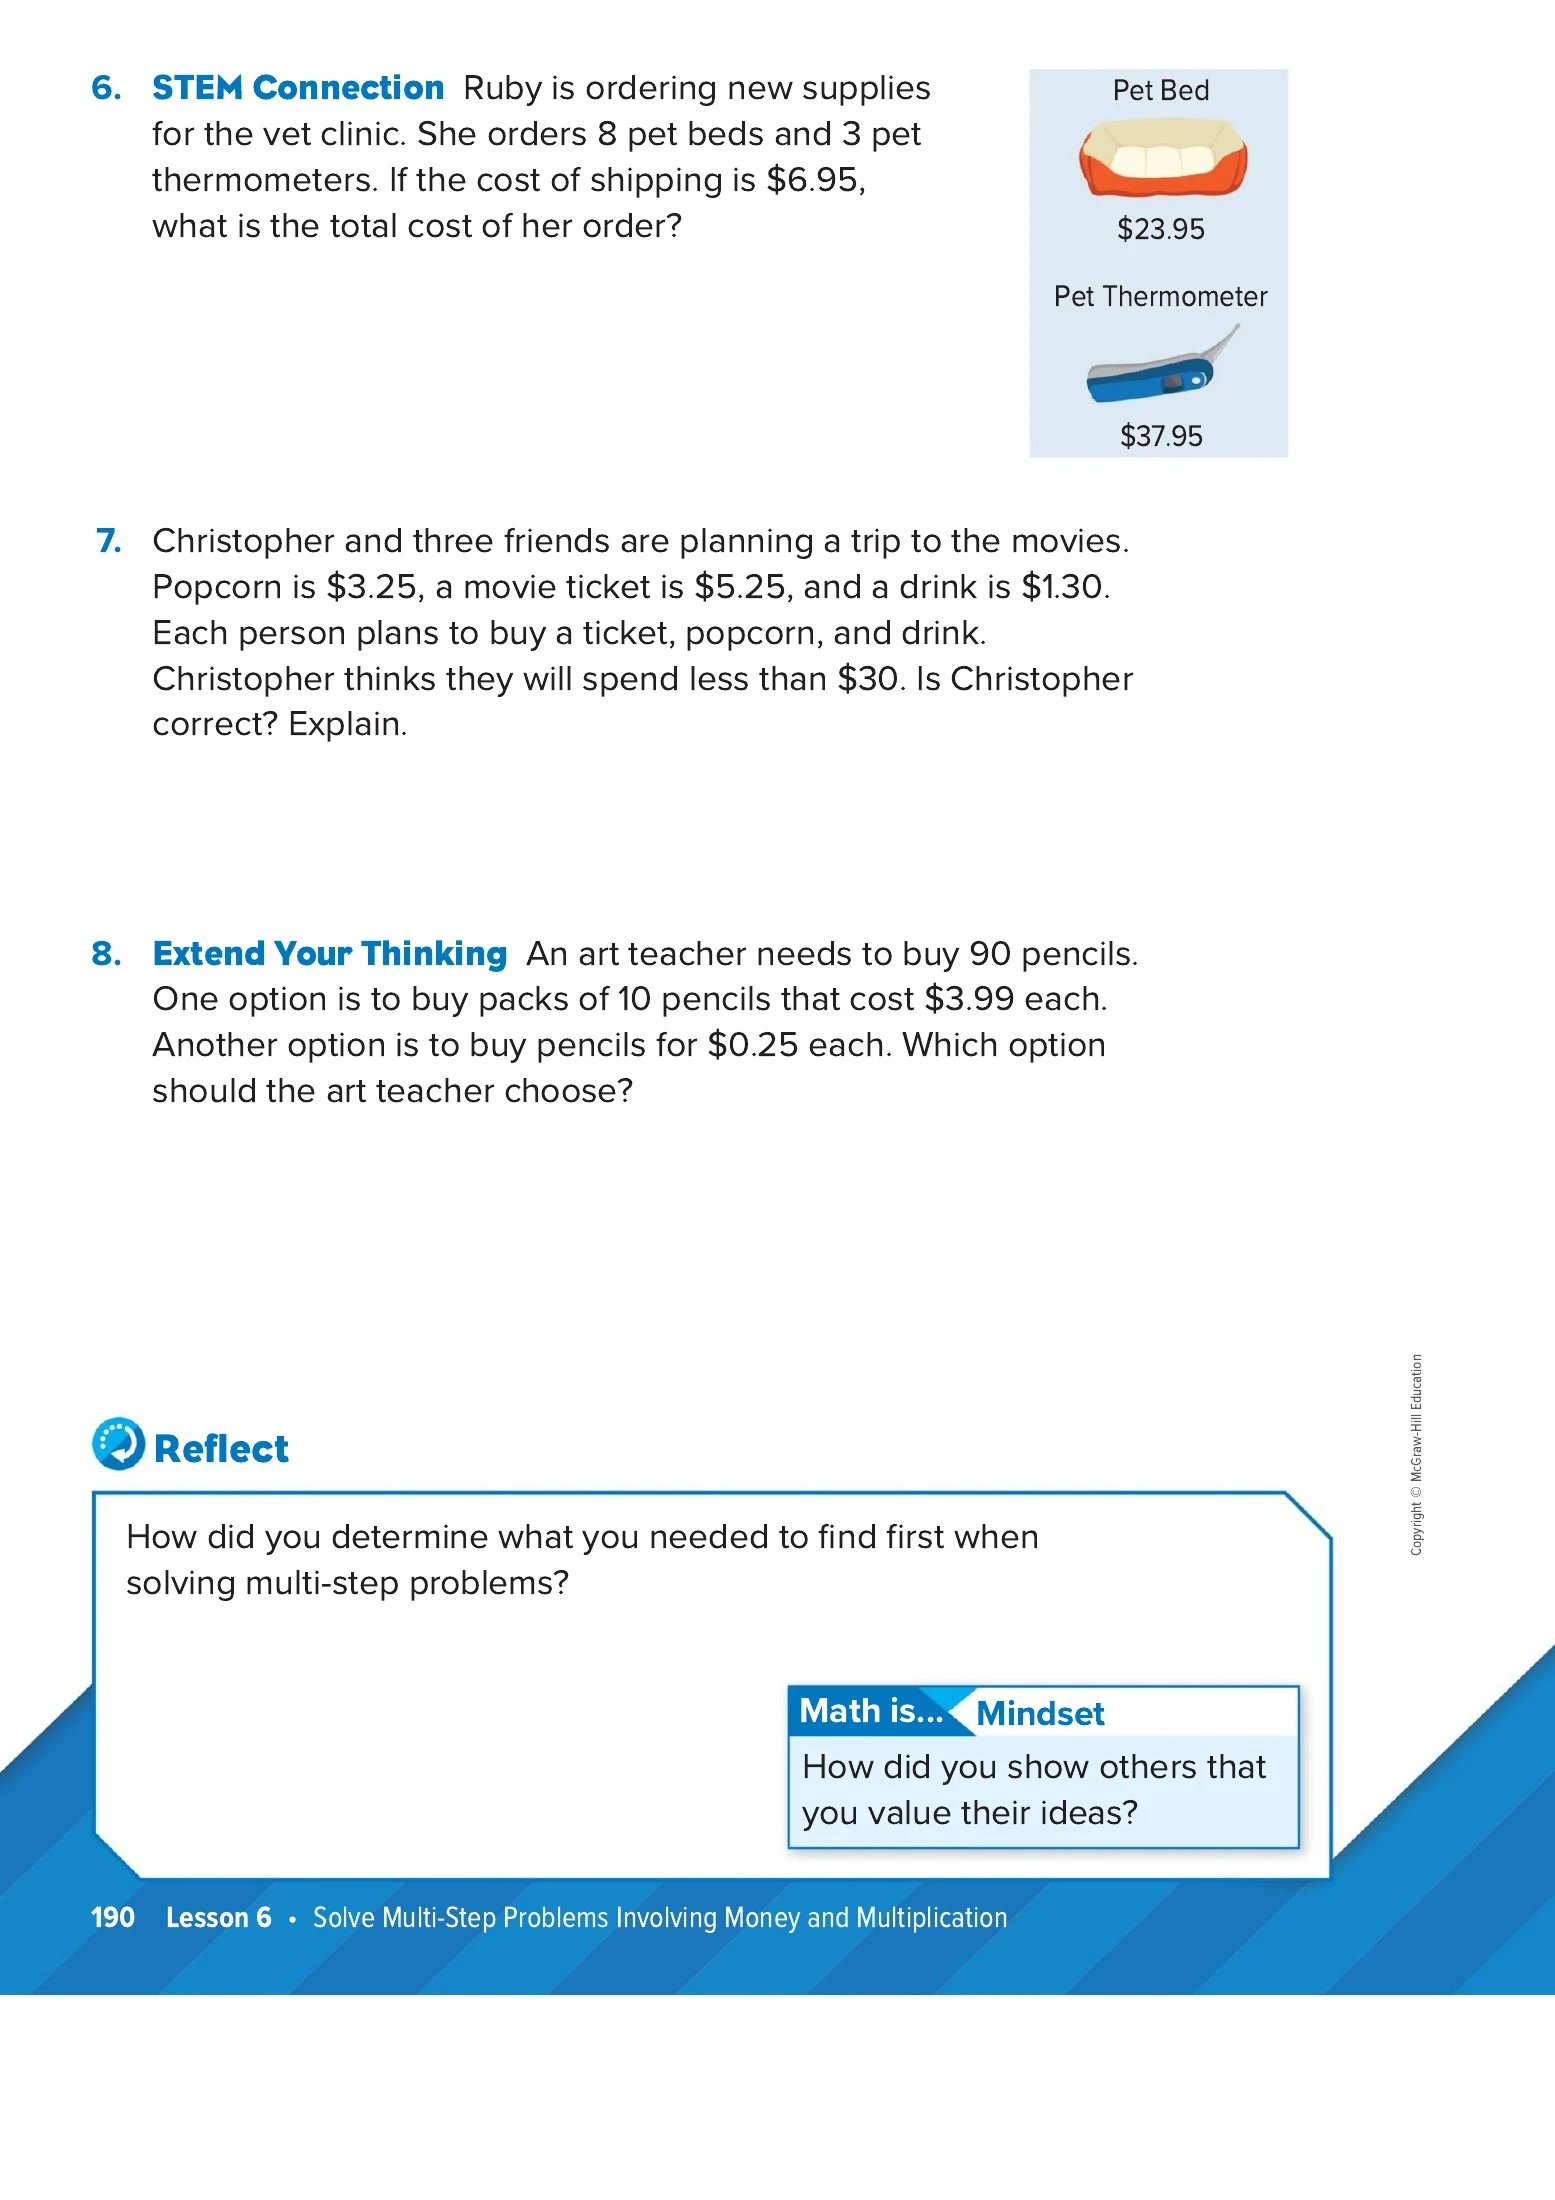 6. STEM Connection Ruby is ordering new supplies
for the vet clinic. She orders 8 pet beds and 3 pet
thermometers. If the cost of shipping is $6.95,
what is the total cost of her order?
Pet Bed
$23.95
Pet Thermometer
$37.95
7. Christopher and three friends are planning a trip to the movies.
Popcorn is $3.25, a movie ticket is $5.25, and a drink is $1.30.
Each person plans to buy a ticket, popcorn, and drink.
Christopher thinks they will spend less than $30. Is Christopher
correct? Explain.
8. Extend Your Thinking An art teacher needs to buy 90 pencils.
One option is to buy packs of 10 pencils that cost $3.99 each.
Another option is to buy pencils for $0.25 each. Which option
should the art teacher choose?
Reflect
How did you determine what you needed to find first when
solving multi-step problems?
Math is... Mindset
How did you show others that
you value their ideas?
Copyright © McGraw-Hill Education
190 Lesson 6 • Solve Multi-Step Problems Involving Money and Multiplication